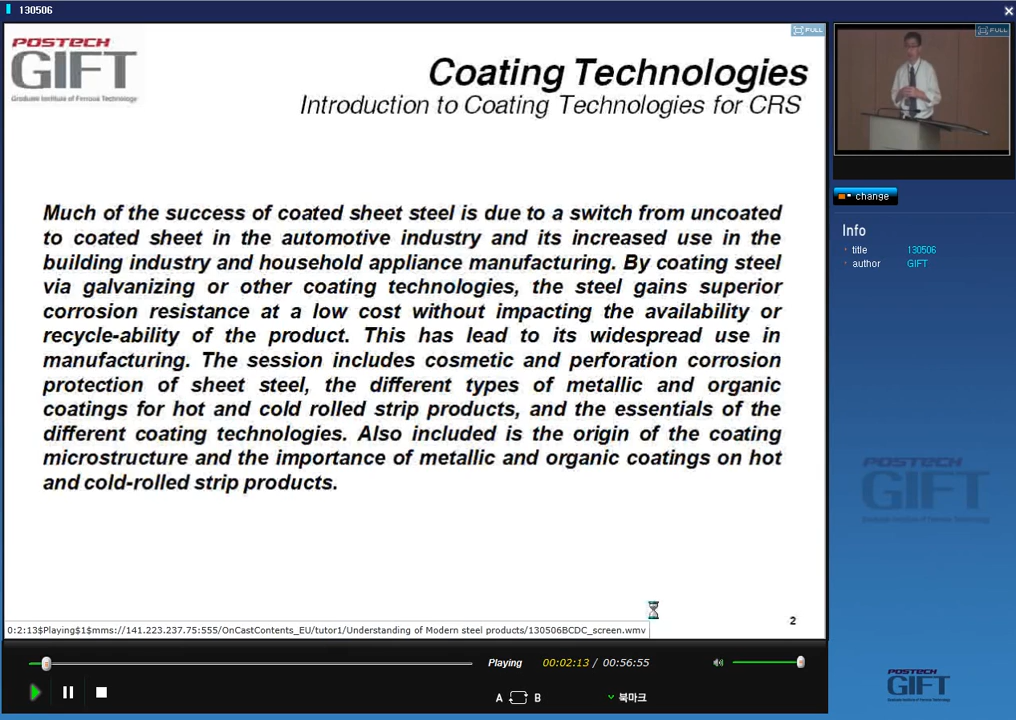 130506
FULL
FULL
POSTECH
GIFT
Graduate Institute of Ferrous Technology
Coating Technologies
Introduction to Coating Technologies for CRS
Much of the success of coated sheet steel is due to a switch from uncoated
to coated sheet in the automotive industry and its increased use in the
building industry and household appliance manufacturing. By coating steel
via galvanizing or other coating technologies, the steel gains superior
corrosion resistance at a low cost without impacting the availability or
recycle-ability of the product. This has lead to its widespread use in
manufacturing. The session includes cosmetic and perforation corrosion
protection of sheet steel, the different types of metallic and organic
coatings for hot and cold rolled strip products, and the essentials of the
different coating technologies. Also included is the origin of the coating
microstructure and the importance of metallic and organic coatings on hot
and cold-rolled strip products.
2
0:2:13$Playing$1$mms://141.223.237.75:555/OnCastContents_EU/tutor1/Understanding of Modern steel products/130506BCDC_screen.wmv
change
Info
title 130506
author GIFT
POSTECH
GIFT
Graduate Institute of Ferrous Technology
Playing 00:02:13 / 00:56:55
A B 북마크
POSTECH
GIFT